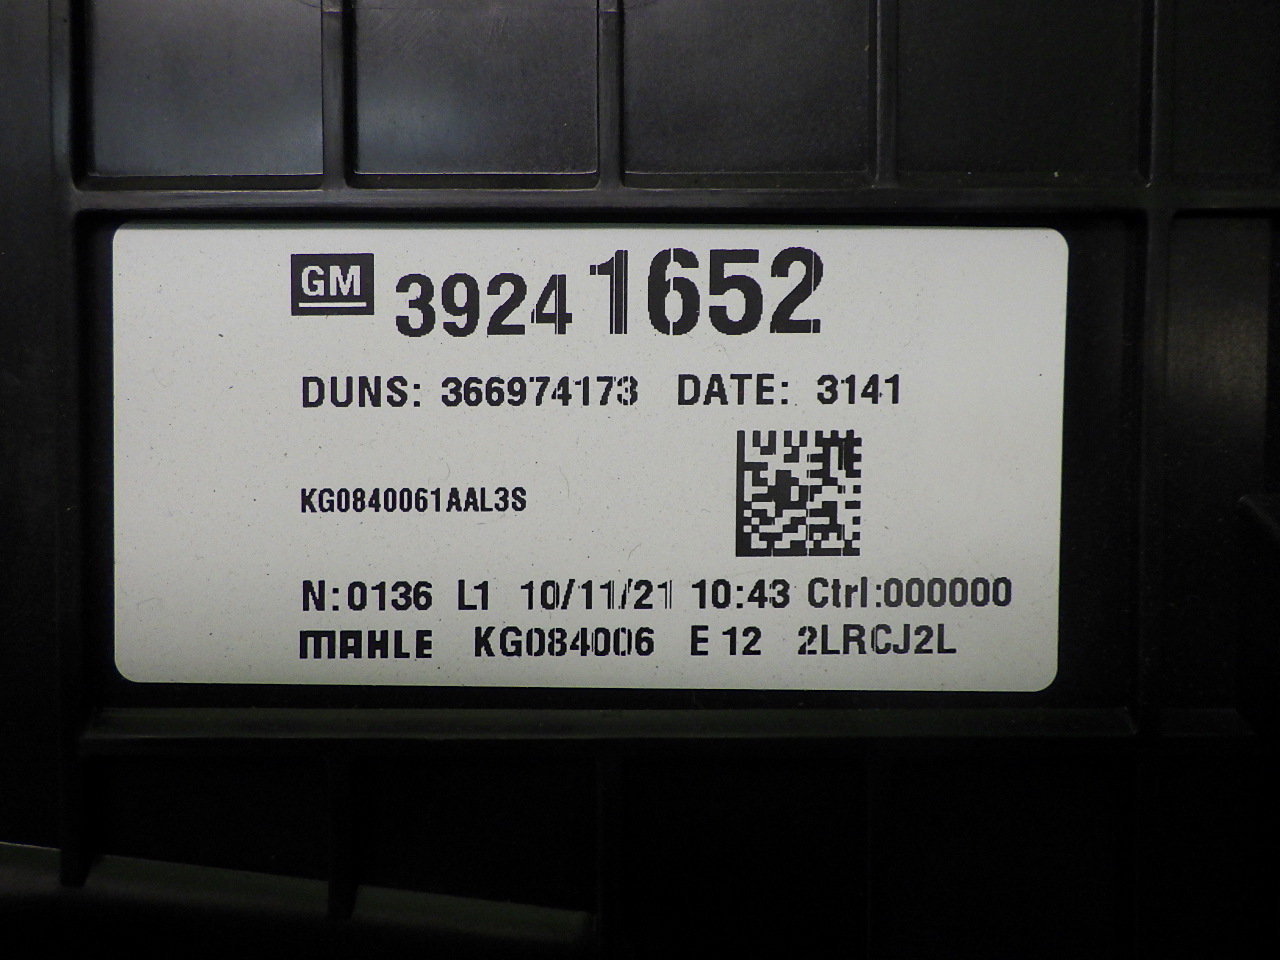 GM 39241652
DUNS: 366974173 DATE: 3141
KG0840061AAL3S
N:0136 L1 10/11/21 10:43 Ctrl:000000
MAHLE KG084006 E 12 2LRCJ2L